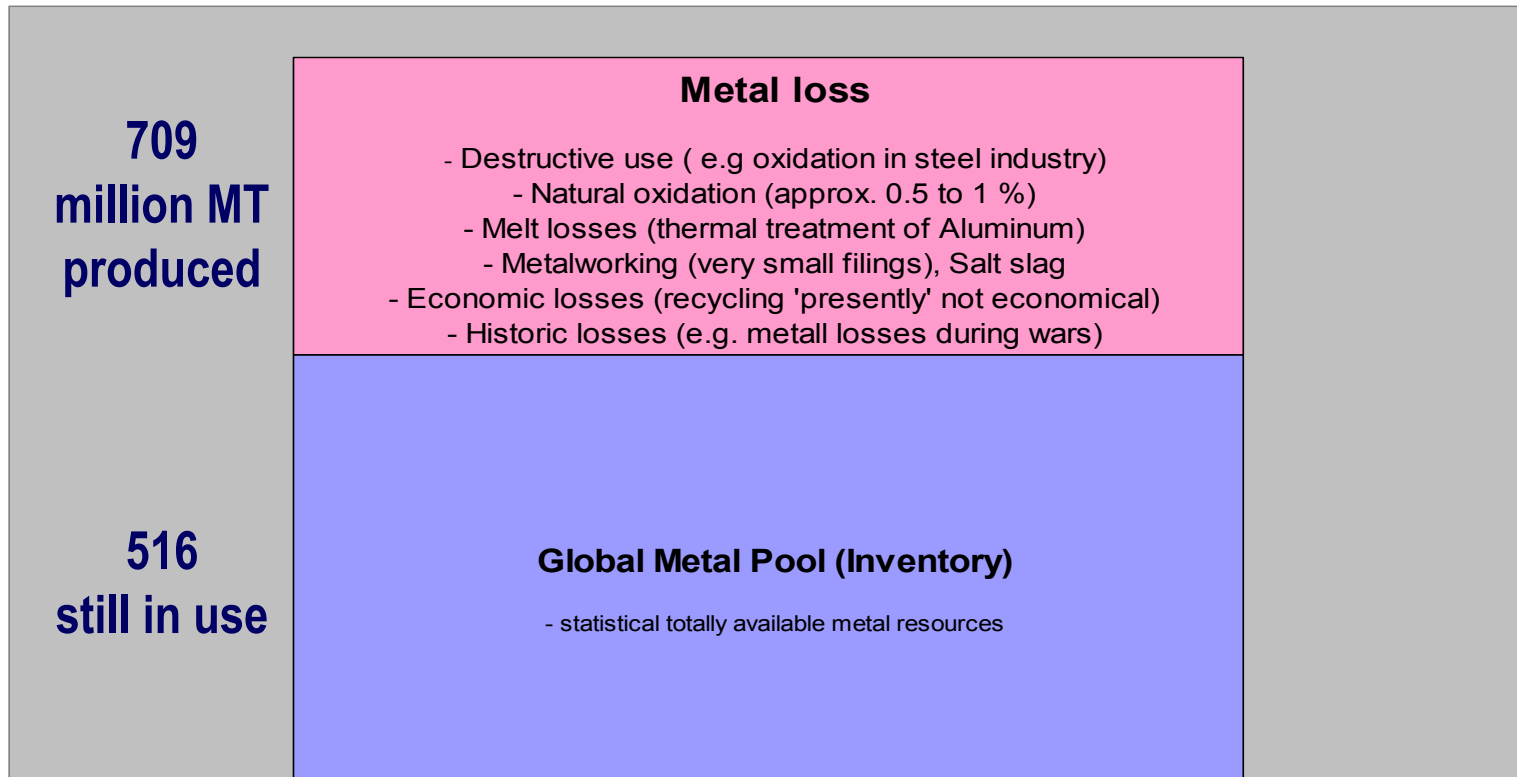 709
million MT
produced
Metal loss
- Destructive use ( e.g oxidation in steel industry)
- Natural oxidation (approx. 0.5 to 1 %)
- Melt losses (thermal treatment of Aluminum)
- Metalworking (very small filings), Salt slag
- Economic losses (recycling 'presently' not economical)
- Historic losses (e.g. metall losses during wars)
516
still in use
Global Metal Pool (Inventory)
- statistical totally available metal resources